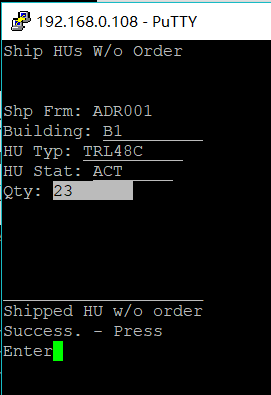 192.168.0.108 - PuTTY
Ship HUs W/o Order
Shp Frm: ADR001
Building: B1
HU Typ: TRL48C
HU Stat: ACT
Qty: 23
Shipped HU w/o order
Success. - Press
Enter